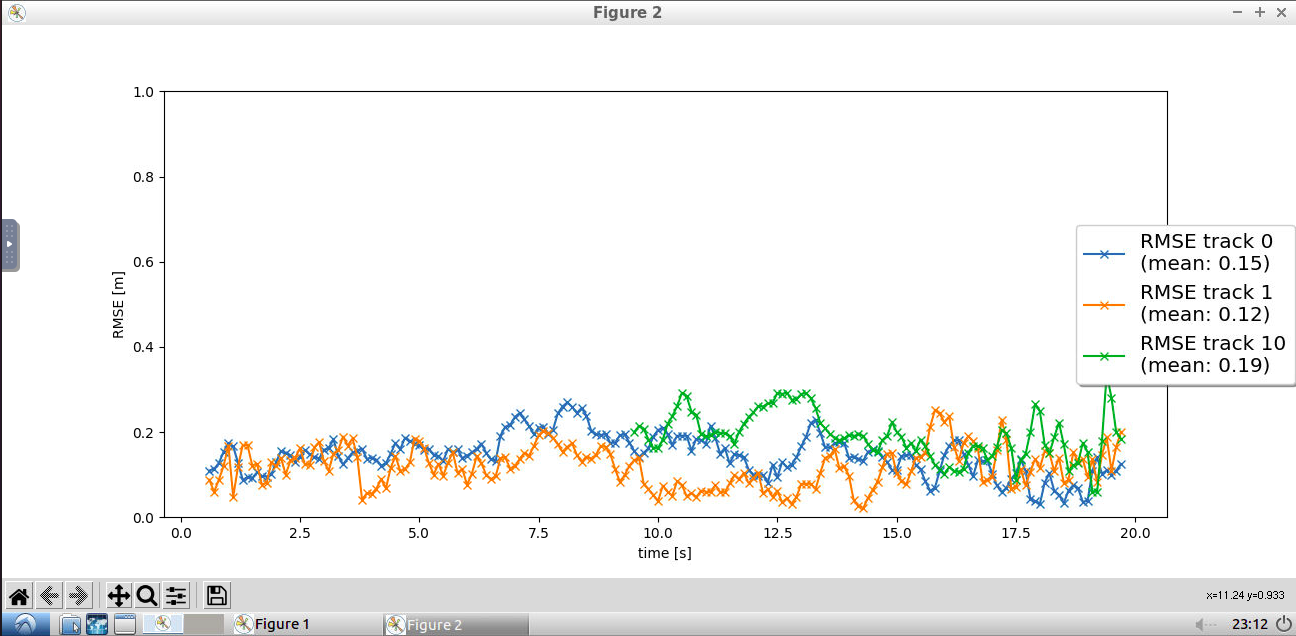 Figure 2
1.0
0.8
0.6
0.4
0.2
0.0
RMSE [m]
0.0 2.5 5.0 7.5 10.0 12.5 15.0 17.5 20.0
time [s]
RMSE track 0
(mean: 0.15)
RMSE track 1
(mean: 0.12)
RMSE track 10
(mean: 0.19)
x=11.24 y=0.933
Figure 1
Figure 2
23:12